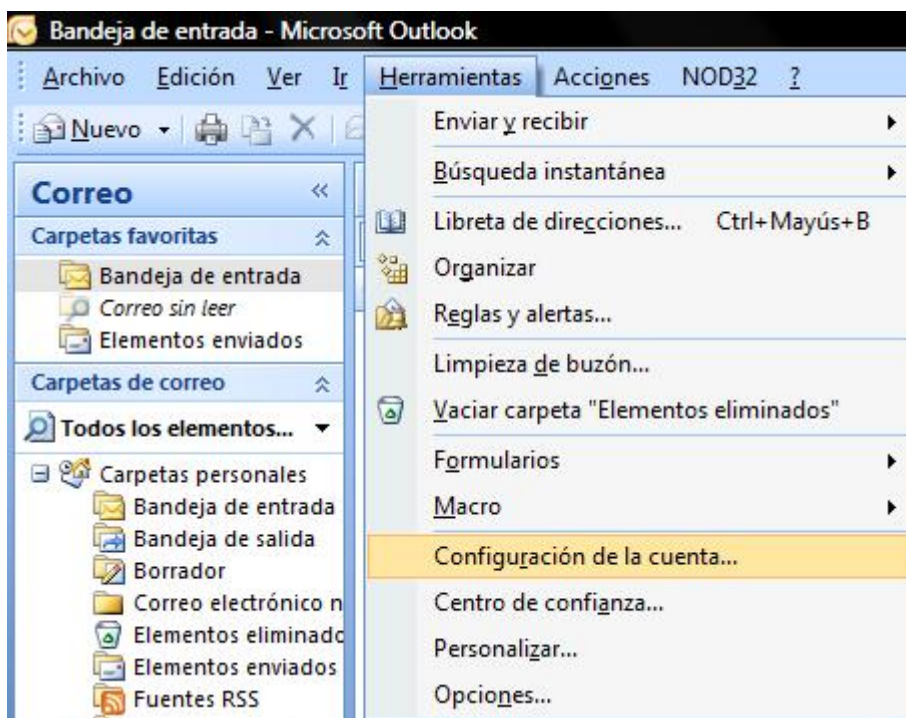 Bandeja de entrada - Microsoft Outlook
Archivo Edición Ver Ir Herramientas Acciones NOD32 ?
Nuevo
Correo
Carpetas favoritas
Bandeja de entrada
Correo sin leer
Elementos enviados
Carpetas de correo
Todos los elementos...
Carpetas personales
Bandeja de entrada
Bandeja de salida
Borrador
Correo electrónico n
Elementos eliminadc
Elementos enviados
Fuentes RSS
Enviar y recibir
Búsqueda instantánea
Libreta de direcciones... Ctrl+Mayús+B
Organizar
Reglas y alertas...
Limpieza de buzón...
Vaciar carpeta "Elementos eliminados"
Formularios
Macro
Configuración de la cuenta...
Centro de confianza...
Personalizar...
Opciones...